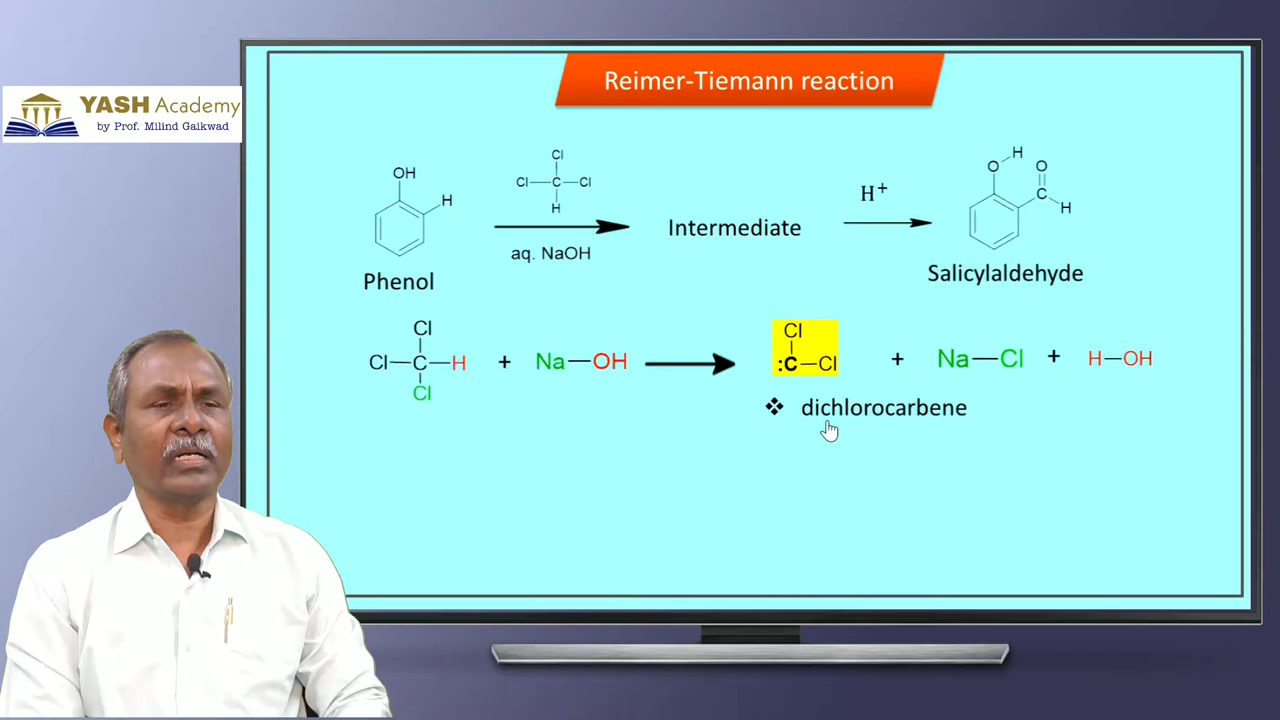 Reimer-Tiemann reaction
YASH Academy
by Prof. Milind Gaikwad
OH
H
Cl
Cl—C—Cl
H
aq. NaOH
Phenol
Intermediate
H⁺
O H
O
C
H
Salicylaldehyde
Cl
Cl—C—H + Na—OH
Cl
Cl
:C—Cl + Na—Cl + H—OH
❖ dichlorocarbene